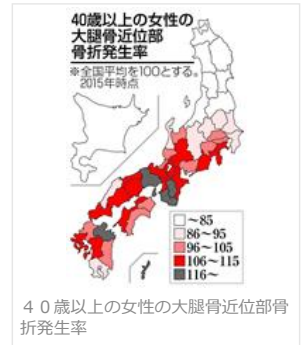 40歳以上の女性の
大腿骨近位部
骨折発生率
※全国平均を100とする。
2015年時点
～85
86～95
96～105
106～115
116～
４０歳以上の女性の大腿骨近位部骨
折発生率